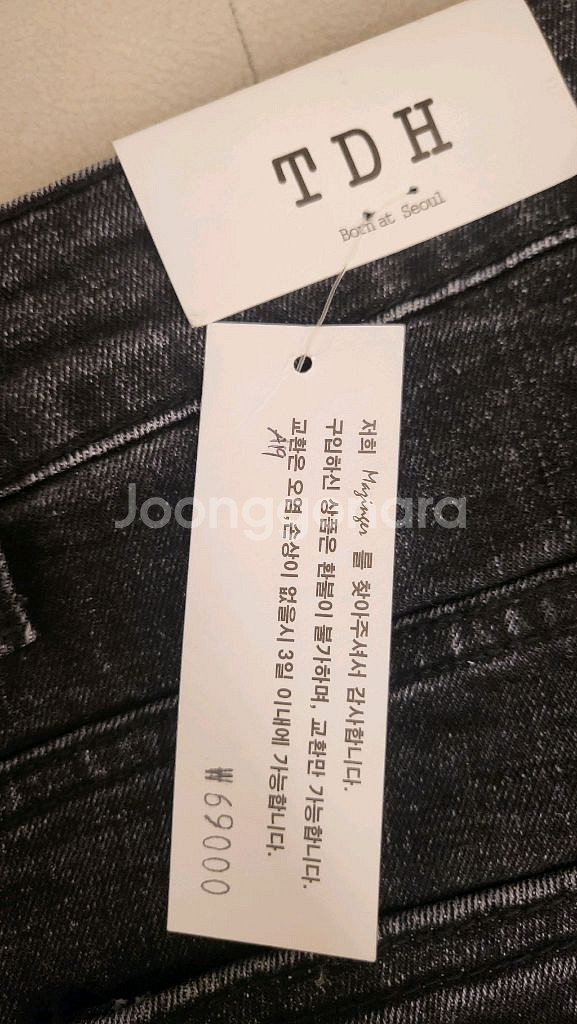 TDH
Born at Seoul
저희 Mazinger 를 찾아주셔서 감사합니다.
구입하신 상품은 환불이 불가하며, 교환만 가능합니다.
교환은 오염,손상이 없을시 3일 이내에 가능합니다.
₩69000
Joonggonara